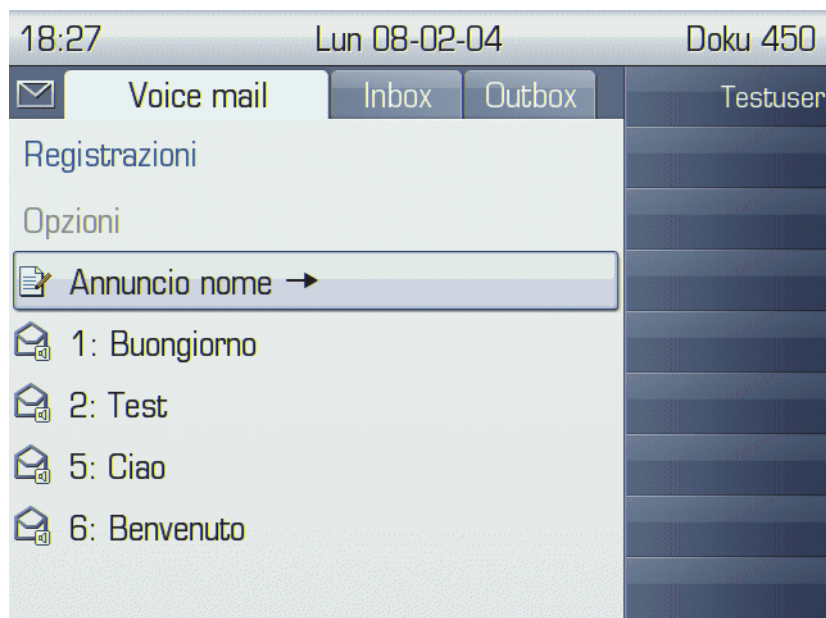 18:27 Lun 08-02-04 Doku 450
Voice mail Inbox Outbox Testuser
Registrazioni
Opzioni
Annuncio nome →
1: Buongiorno
2: Test
5: Ciao
6: Benvenuto